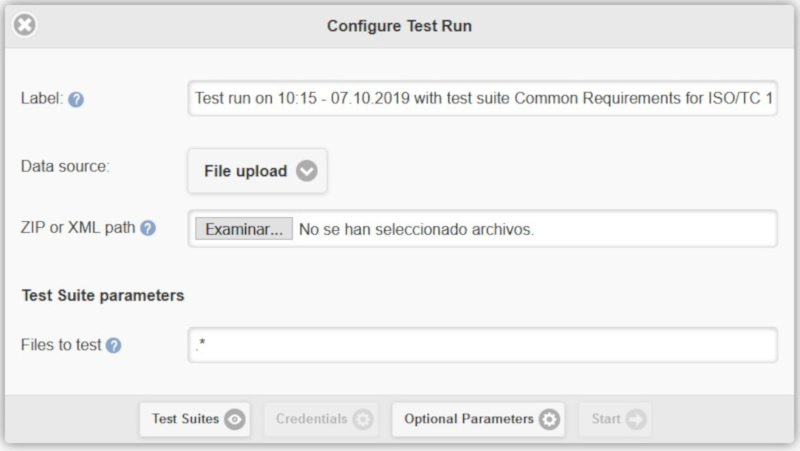 Configure Test Run
Label:
Test run on 10:15 - 07.10.2019 with test suite Common Requirements for ISO/TC 1
Data source:
File upload
ZIP or XML path
Examinar... No se han seleccionado archivos.
Test Suite parameters
Files to test
.*
Test Suites Credentials Optional Parameters Start